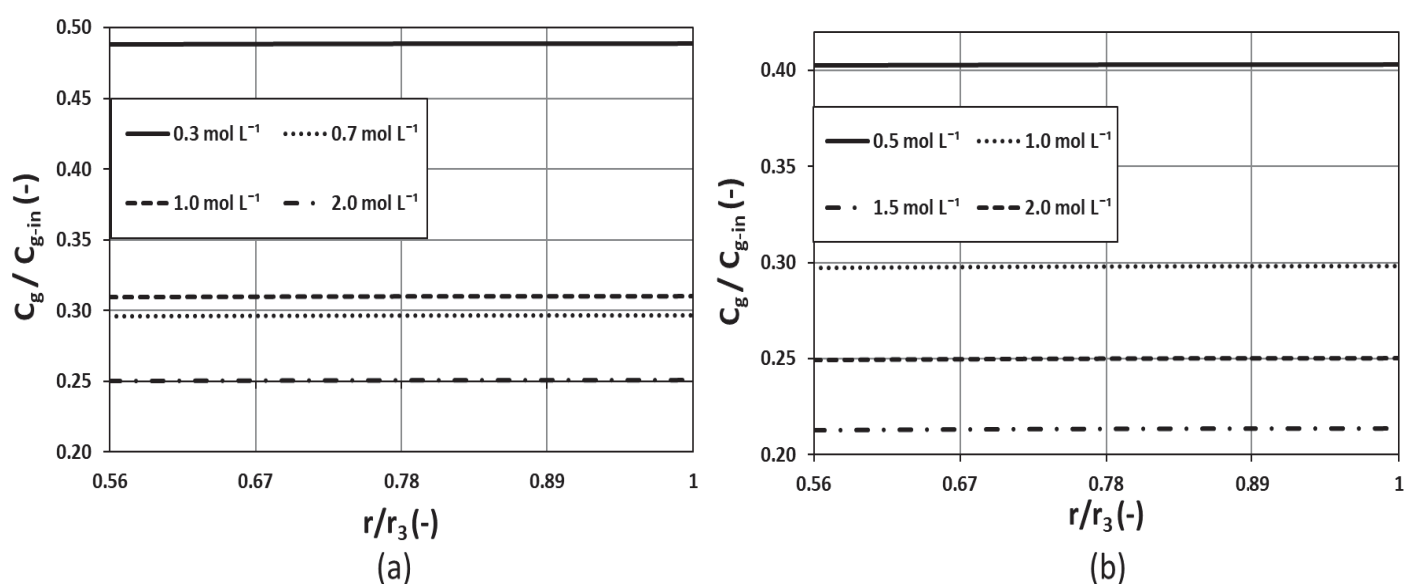 0.50
0.45
0.40
0.35
0.30
0.25
0.20
C_g / C_g-in (-)
0.3 mol L⁻¹ 0.7 mol L⁻¹
1.0 mol L⁻¹ 2.0 mol L⁻¹
0.56 0.67 0.78 0.89 1
r/r₃ (-)
(a)
0.40
0.35
0.30
0.25
0.20
C_g / C_g-in (-)
0.5 mol L⁻¹ 1.0 mol L⁻¹
1.5 mol L⁻¹ 2.0 mol L⁻¹
0.56 0.67 0.78 0.89 1
r/r₃ (-)
(b)